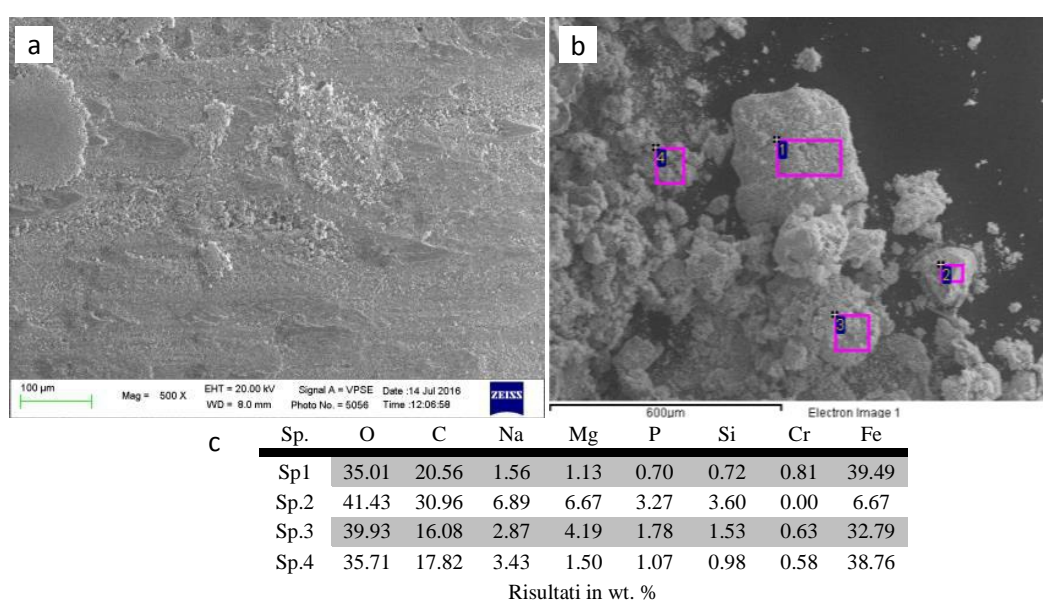 a
b
1
4
2
3
100 µm
Mag = 500 X
EHT = 20.00 kV
WD = 8.0 mm
Signal A = VPSE
Photo No. = 5056
Date :14 Jul 2016
Time :12:06:58
ZEISS
600µm
Electron Image 1
c
Sp. O C Na Mg P Si Cr Fe
Sp1 35.01 20.56 1.56 1.13 0.70 0.72 0.81 39.49
Sp.2 41.43 30.96 6.89 6.67 3.27 3.60 0.00 6.67
Sp.3 39.93 16.08 2.87 4.19 1.78 1.53 0.63 32.79
Sp.4 35.71 17.82 3.43 1.50 1.07 0.98 0.58 38.76
Risultati in wt. %